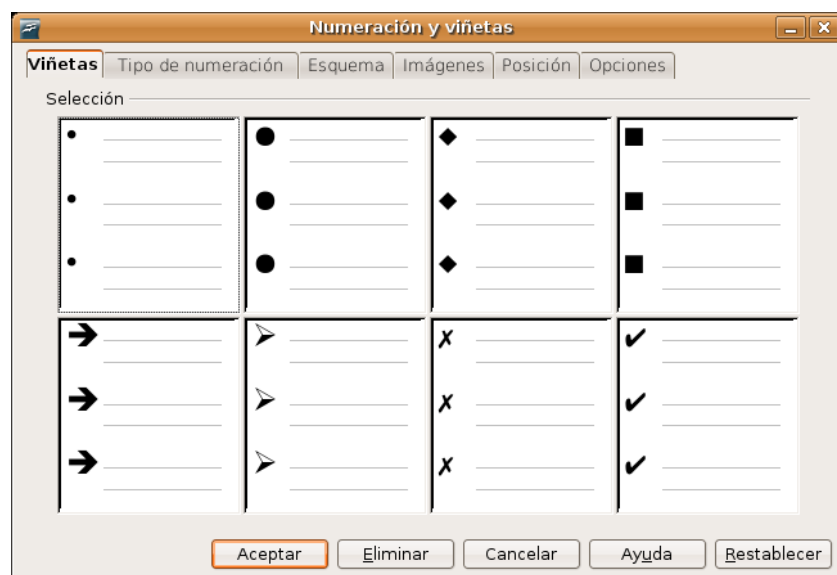 Numeración y viñetas
Viñetas Tipo de numeración Esquema Imágenes Posición Opciones
Selección
Aceptar Eliminar Cancelar Ayuda Restablecer